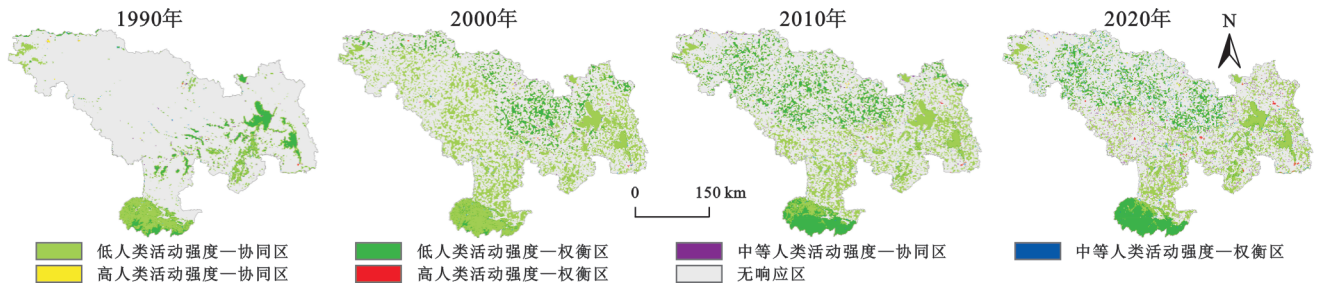 1990年
2000年
2010年
2020年
N
0 150 km
低人类活动强度—协同区
低人类活动强度—权衡区
中等人类活动强度—协同区
中等人类活动强度—权衡区
高人类活动强度—协同区
高人类活动强度—权衡区
无响应区